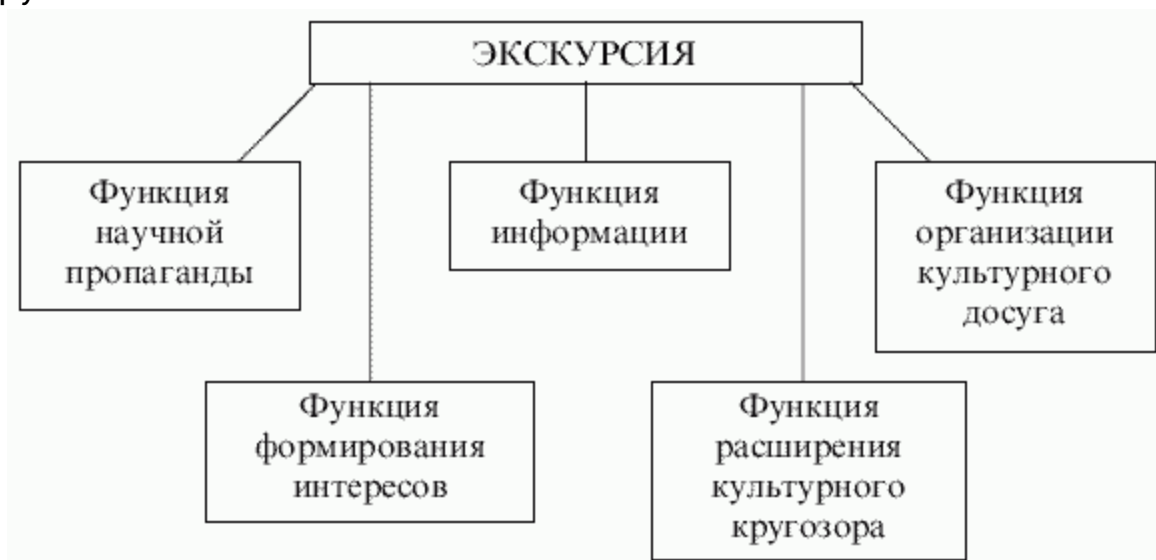 ЭКСКУРСИЯ
Функция
научной
пропаганды
Функция
информации
Функция
организации
культурного
досуга
Функция
формирования
интересов
Функция
расширения
культурного
кругозора